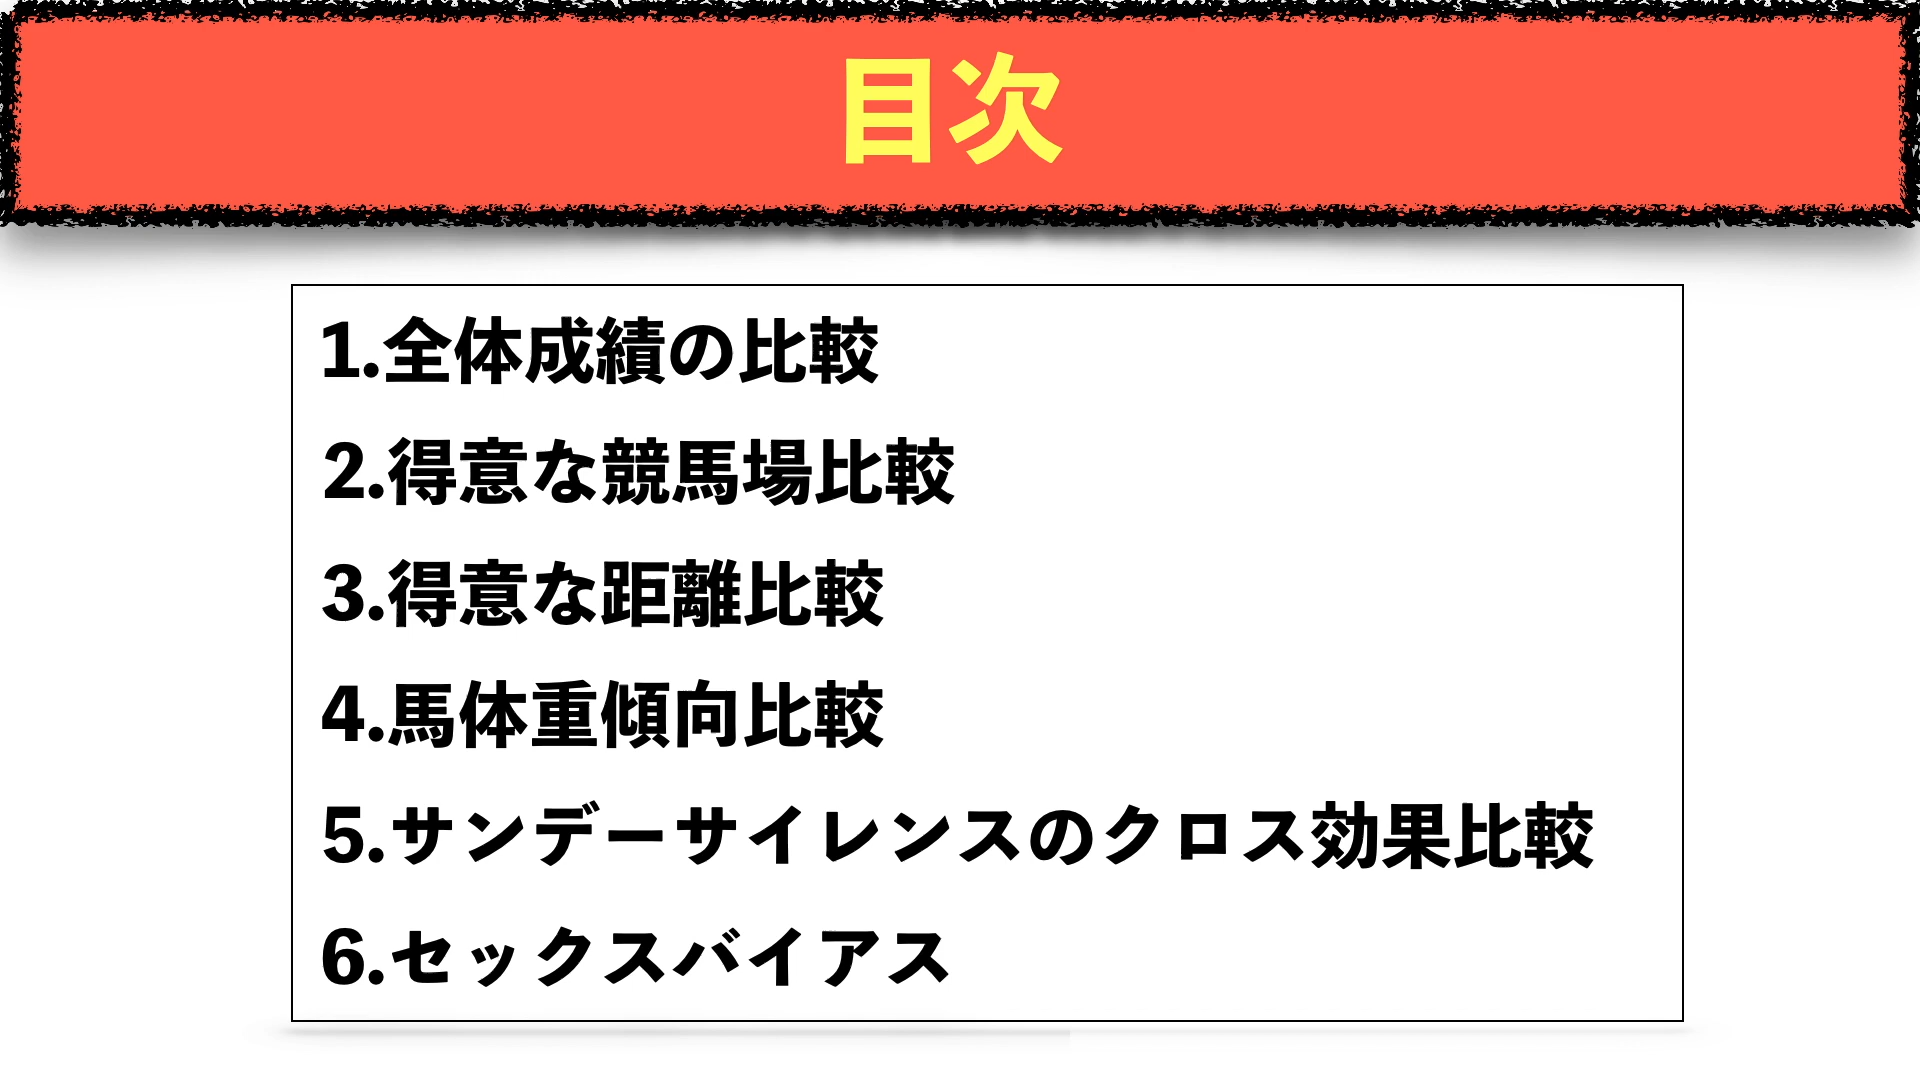 目次
1.全体成績の比較
2.得意な競馬場比較
3.得意な距離比較
4.馬体重傾向比較
5.サンデーサイレンスのクロス効果比較
6.セックスバイアス